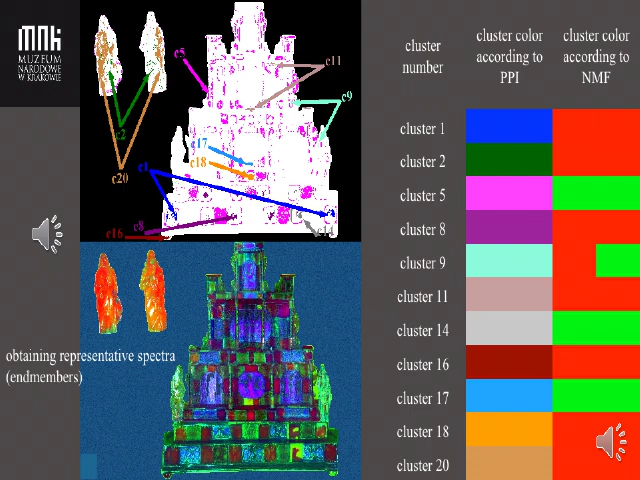 mnk
MUZEUM
NARODOWE
W KRAKOWIE
c5
c11
c9
c2
c17
c18
c20
c1
c8
c16
c14
obtaining representative spectra
(endmembers)
cluster
number
cluster color
according to
PPI
cluster color
according to
NMF
cluster 1
cluster 2
cluster 5
cluster 8
cluster 9
cluster 11
cluster 14
cluster 16
cluster 17
cluster 18
cluster 20